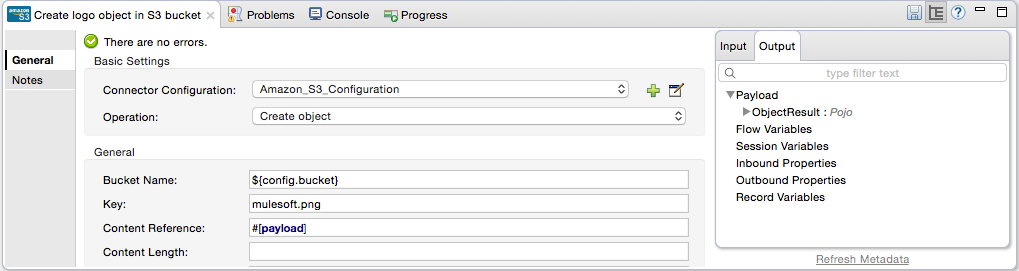 amazon S3 Create logo object in S3 bucket Problems Console Progress
There are no errors.
General
Notes
Basic Settings
Connector Configuration: Amazon_S3_Configuration
Operation: Create object
General
Bucket Name: ${config.bucket}
Key: mulesoft.png
Content Reference: #[payload]
Content Length:
Input Output
type filter text
Payload
ObjectResult : Pojo
Flow Variables
Session Variables
Inbound Properties
Outbound Properties
Record Variables
Refresh Metadata